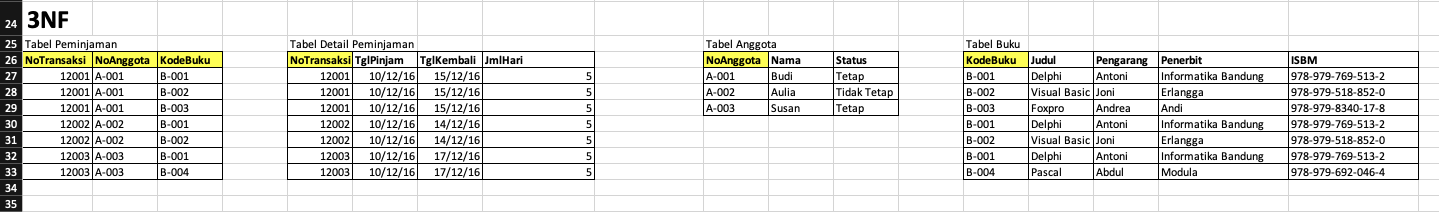 24 3NF
25 Tabel Peminjaman Tabel Detail Peminjaman Tabel Anggota Tabel Buku
26 NoTransaksi NoAnggota KodeBuku NoTransaksi TglPinjam TglKembali JmlHari NoAnggota Nama Status KodeBuku Judul Pengarang Penerbit ISBM
27 12001 A-001 B-001 12001 10/12/16 15/12/16 5 A-001 Budi Tetap B-001 Delphi Antoni Informatika Bandung 978-979-769-513-2
28 12001 A-001 B-002 12001 10/12/16 15/12/16 5 A-002 Aulia Tidak Tetap B-002 Visual Basic Joni Erlangga 978-979-518-852-0
29 12001 A-001 B-003 12001 10/12/16 15/12/16 5 A-003 Susan Tetap B-003 Foxpro Andrea Andi 978-979-8340-17-8
30 12002 A-002 B-001 12002 10/12/16 14/12/16 5 B-001 Delphi Antoni Informatika Bandung 978-979-769-513-2
31 12002 A-002 B-002 12002 10/12/16 14/12/16 5 B-002 Visual Basic Joni Erlangga 978-979-518-852-0
32 12003 A-003 B-001 12003 10/12/16 17/12/16 5 B-001 Delphi Antoni Informatika Bandung 978-979-769-513-2
33 12003 A-003 B-004 12003 10/12/16 17/12/16 5 B-004 Pascal Abdul Modula 978-979-692-046-4
34
35